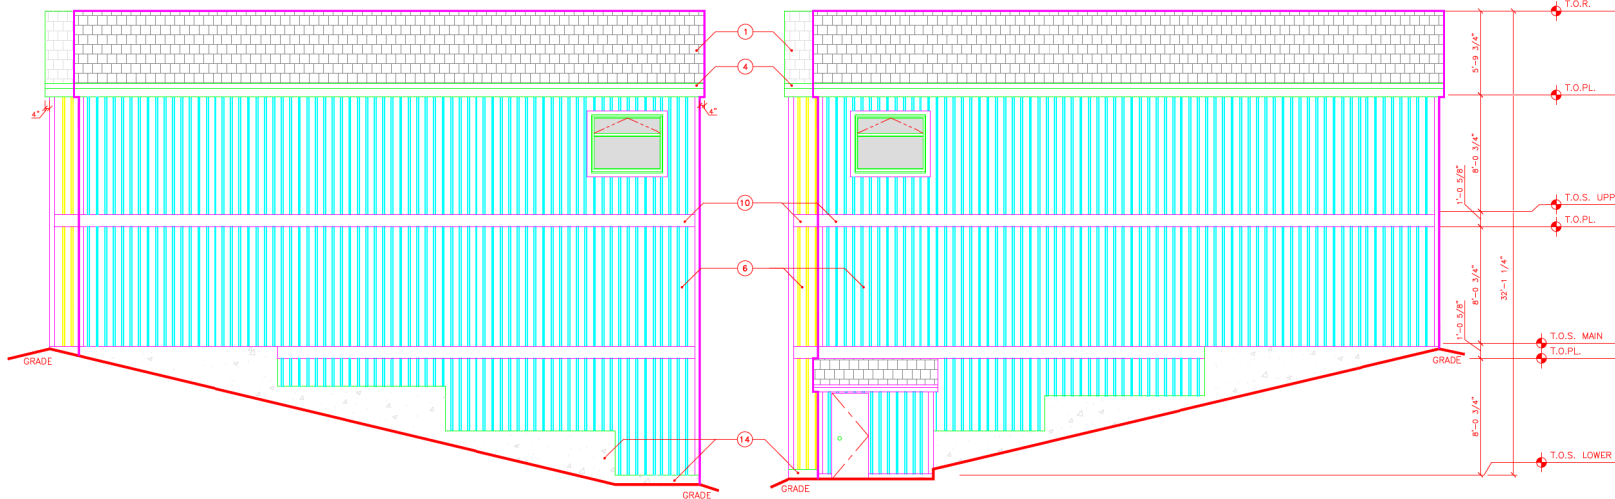 T.O.R.
1
5'-9 3/4"
4
T.O.PL.
4"
4"
8'-0 3/4"
1'-0 5/8"
T.O.S. UPP
10
T.O.PL.
6
8'-0 3/4"
32'-1 1/4"
1'-0 5/8"
T.O.S. MAIN
GRADE
GRADE
T.O.PL.
8'-0 3/4"
14
T.O.S. LOWER
GRADE
GRADE